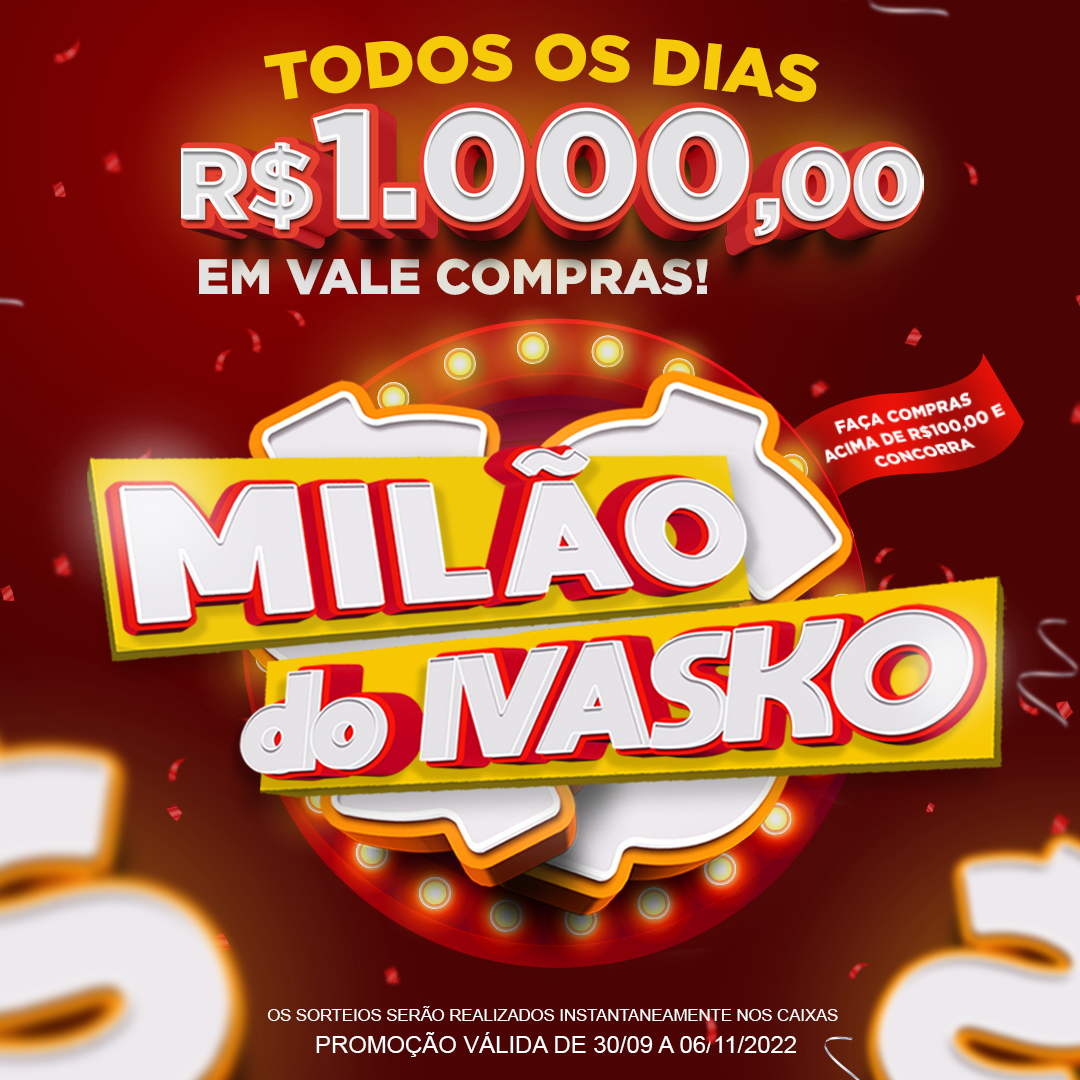 TODOS OS DIAS
R$1.000,00
EM VALE COMPRAS!
FAÇA COMPRAS
ACIMA DE R$100,00 E
CONCORRA
MILÃO
do IVASKO
OS SORTEIOS SERÃO REALIZADOS INSTANTANEAMENTE NOS CAIXAS
PROMOÇÃO VÁLIDA DE 30/09 A 06/11/2022